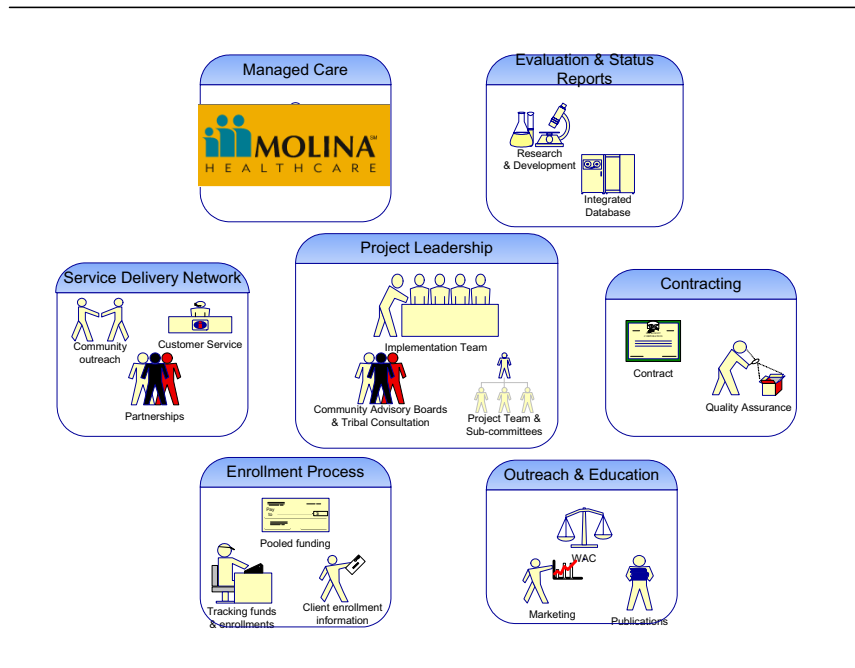 Managed Care
MOLINA SM
HEALTHCARE
Evaluation & Status
Reports
Research
& Development
Integrated
Database
Project Leadership
Implementation Team
Community Advisory Boards
& Tribal Consultation
Project Team &
Sub-committees
Service Delivery Network
Community
outreach
Customer Service
Partnerships
Contracting
Contract
Quality Assurance
Enrollment Process
Pay
to
$
Pooled funding
Tracking funds
& enrollments
Client enrollment
information
Outreach & Education
WAC
Marketing
Publications